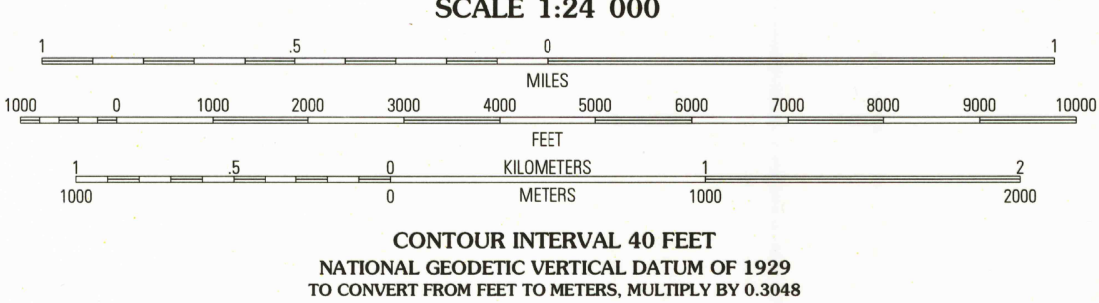 SCALE 1:24 000
1 .5 0 1
MILES
1000 0 1000 2000 3000 4000 5000 6000 7000 8000 9000 10000
FEET
1 .5 0 KILOMETERS 1 2
1000 0 METERS 1000 2000
CONTOUR INTERVAL 40 FEET
NATIONAL GEODETIC VERTICAL DATUM OF 1929
TO CONVERT FROM FEET TO METERS, MULTIPLY BY 0.3048